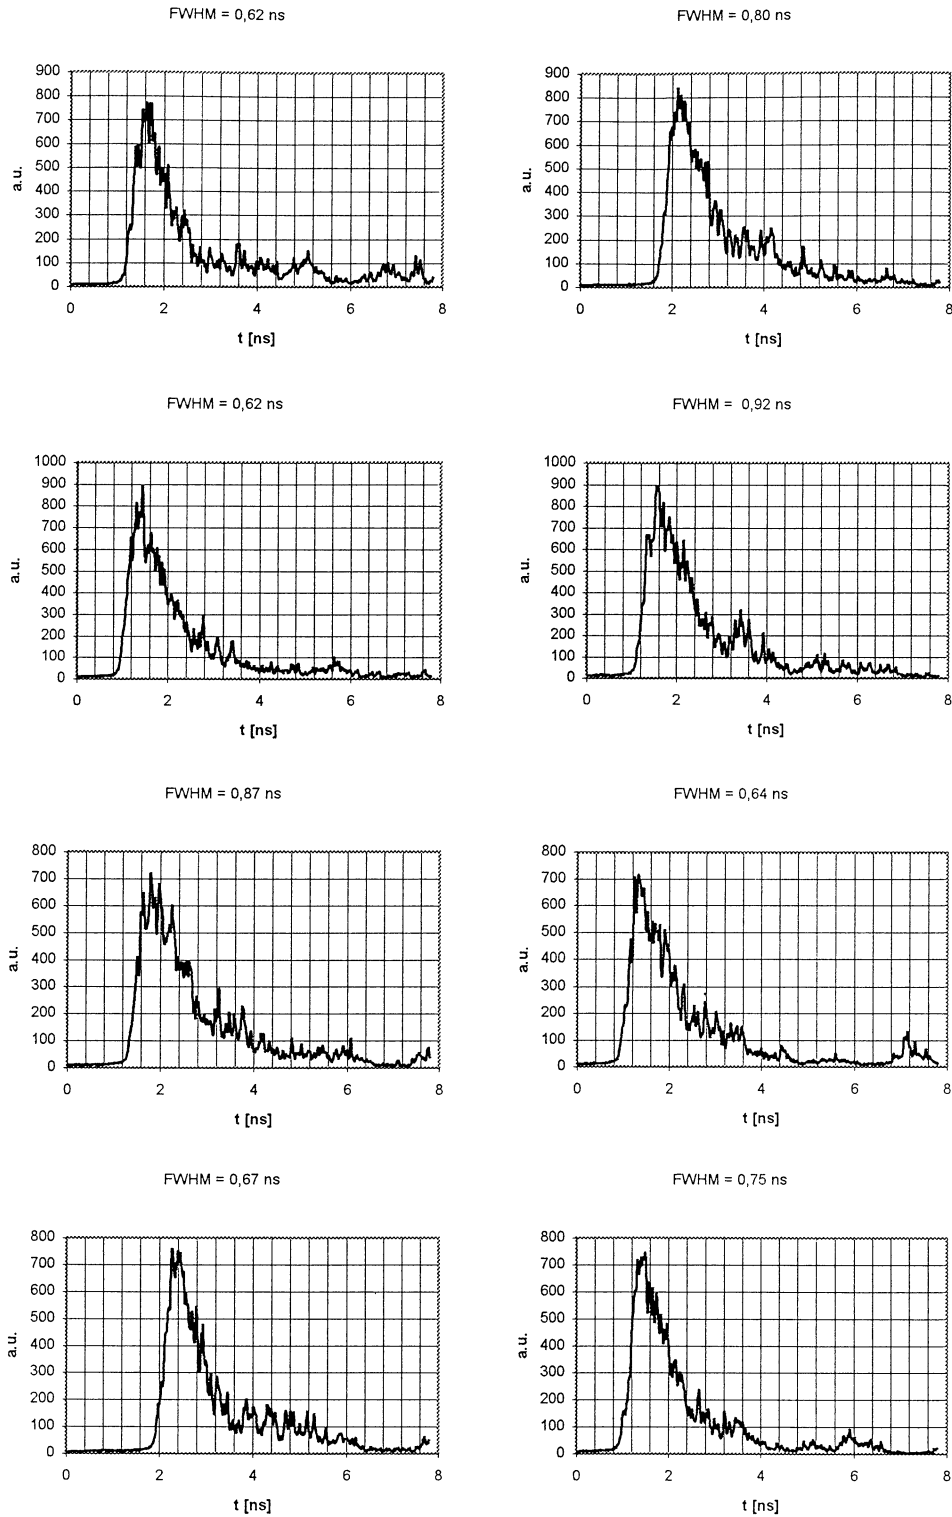 FWHM = 0,62 ns
900
800
700
600
500
400
300
200
100
0
a.u.
0 2 4 6 8
t [ns]
FWHM = 0,80 ns
900
800
700
600
500
400
300
200
100
0
a.u.
0 2 4 6 8
t [ns]
FWHM = 0,62 ns
1000
900
800
700
600
500
400
300
200
100
0
a.u.
0 2 4 6 8
t [ns]
FWHM = 0,92 ns
1000
900
800
700
600
500
400
300
200
100
0
a.u.
0 2 4 6 8
t [ns]
FWHM = 0,87 ns
800
700
600
500
400
300
200
100
0
a.u.
0 2 4 6 8
t [ns]
FWHM = 0,64 ns
800
700
600
500
400
300
200
100
0
a.u.
0 2 4 6 8
t [ns]
FWHM = 0,67 ns
800
700
600
500
400
300
200
100
0
a.u.
0 2 4 6 8
t [ns]
FWHM = 0,75 ns
800
700
600
500
400
300
200
100
0
a.u.
0 2 4 6 8
t [ns]